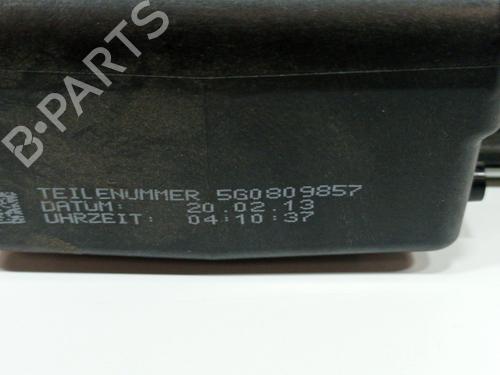 B-PARTS
TEILENUMMER 5G0809857
DATUM: 20.02.13
UHRZEIT: 04:10:37